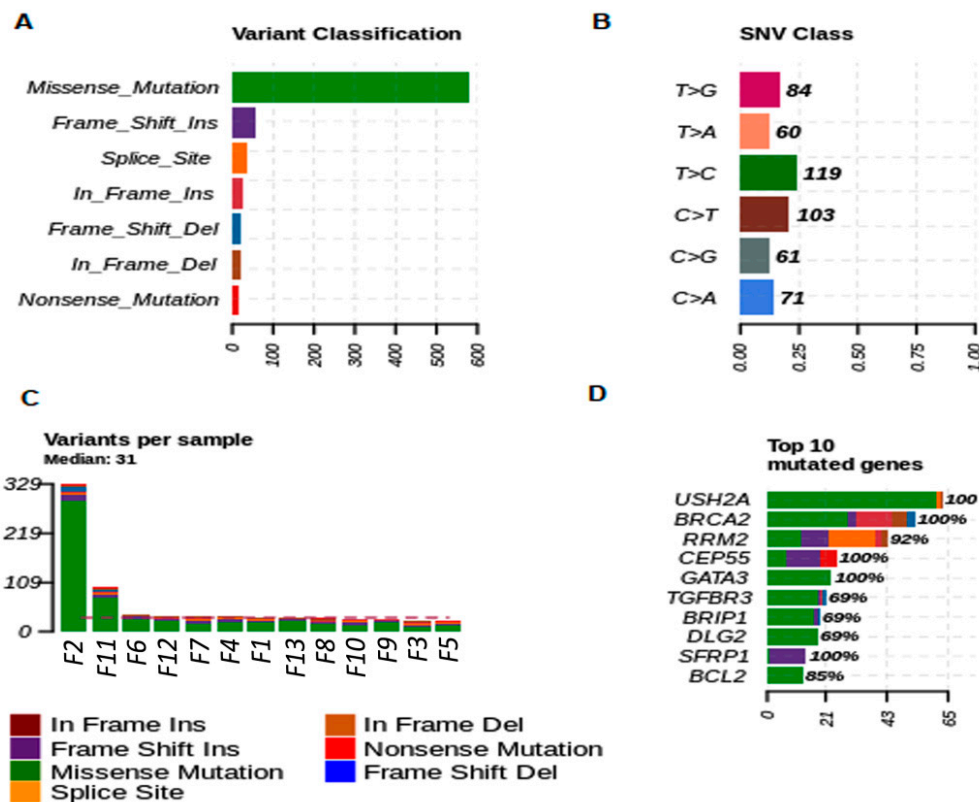 A
Variant Classification
Missense_Mutation
Frame_Shift_Ins
Splice_Site
In_Frame_Ins
Frame_Shift_Del
In_Frame_Del
Nonsense_Mutation
0
100
200
300
400
500
600
B
SNV Class
T>G 84
T>A 60
T>C 119
C>T 103
C>G 61
C>A 71
0.00
0.25
0.50
0.75
1.00
C
Variants per sample
Median: 31
329
219
109
0
F2
F11
F6
F12
F7
F4
F1
F13
F8
F10
F9
F3
F5
In Frame Ins
Frame Shift Ins
Missense Mutation
Splice Site
In Frame Del
Nonsense Mutation
Frame Shift Del
D
Top 10
mutated genes
USH2A 100
BRCA2 100%
RRM2 92%
CEP55 100%
GATA3 100%
TGFBR3 69%
BRIP1 69%
DLG2 69%
SFRP1 100%
BCL2 85%
0
21
43
65